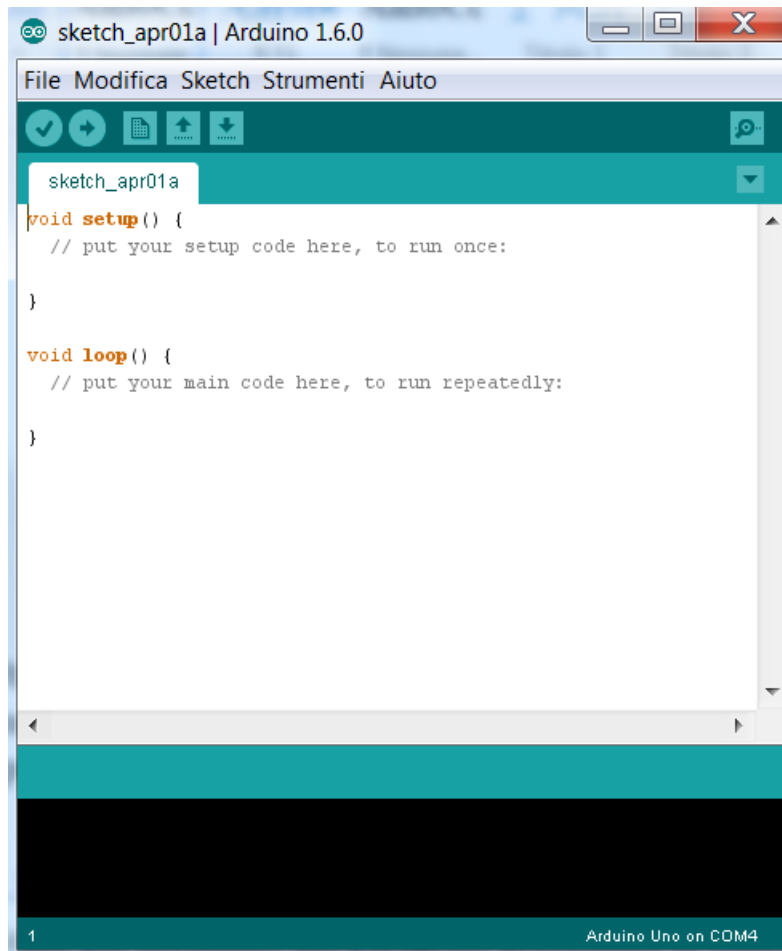 sketch_apr01a | Arduino 1.6.0
File Modifica Sketch Strumenti Aiuto
sketch_apr01a
void setup() {
  // put your setup code here, to run once:
}
void loop() {
  // put your main code here, to run repeatedly:
}
1 Arduino Uno on COM4